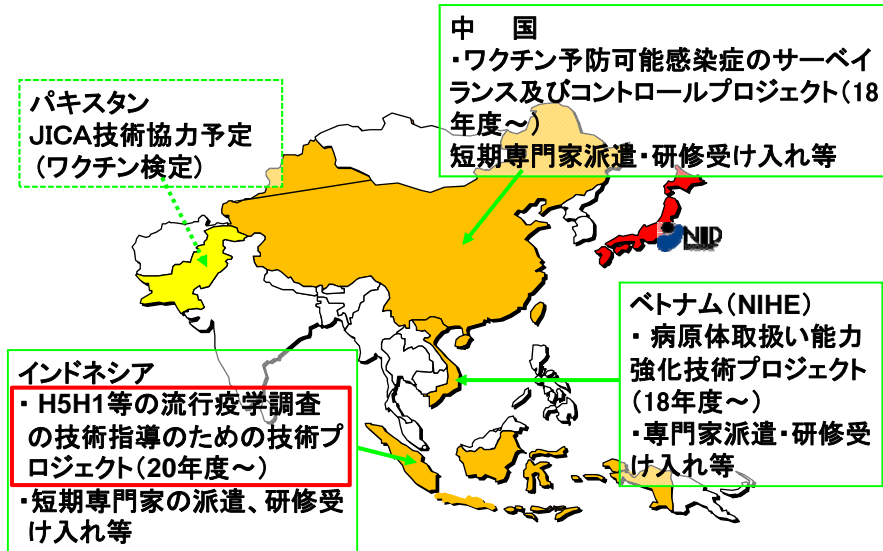 中　国
・ワクチン予防可能感染症のサーベイ
ランス及びコントロールプロジェクト（18
年度～）
短期専門家派遣・研修受け入れ等
パキスタン
JICA技術協力予定
（ワクチン検定）
NIID
ベトナム（NIHE）
・ 病原体取扱い能力
強化技術プロジェクト
（18年度～）
・専門家派遣・研修受
け入れ等
インドネシア
・ H5H1等の流行疫学調査
の技術指導のための技術プ
ロジェクト（20年度～）
・短期専門家の派遣、研修受
け入れ等